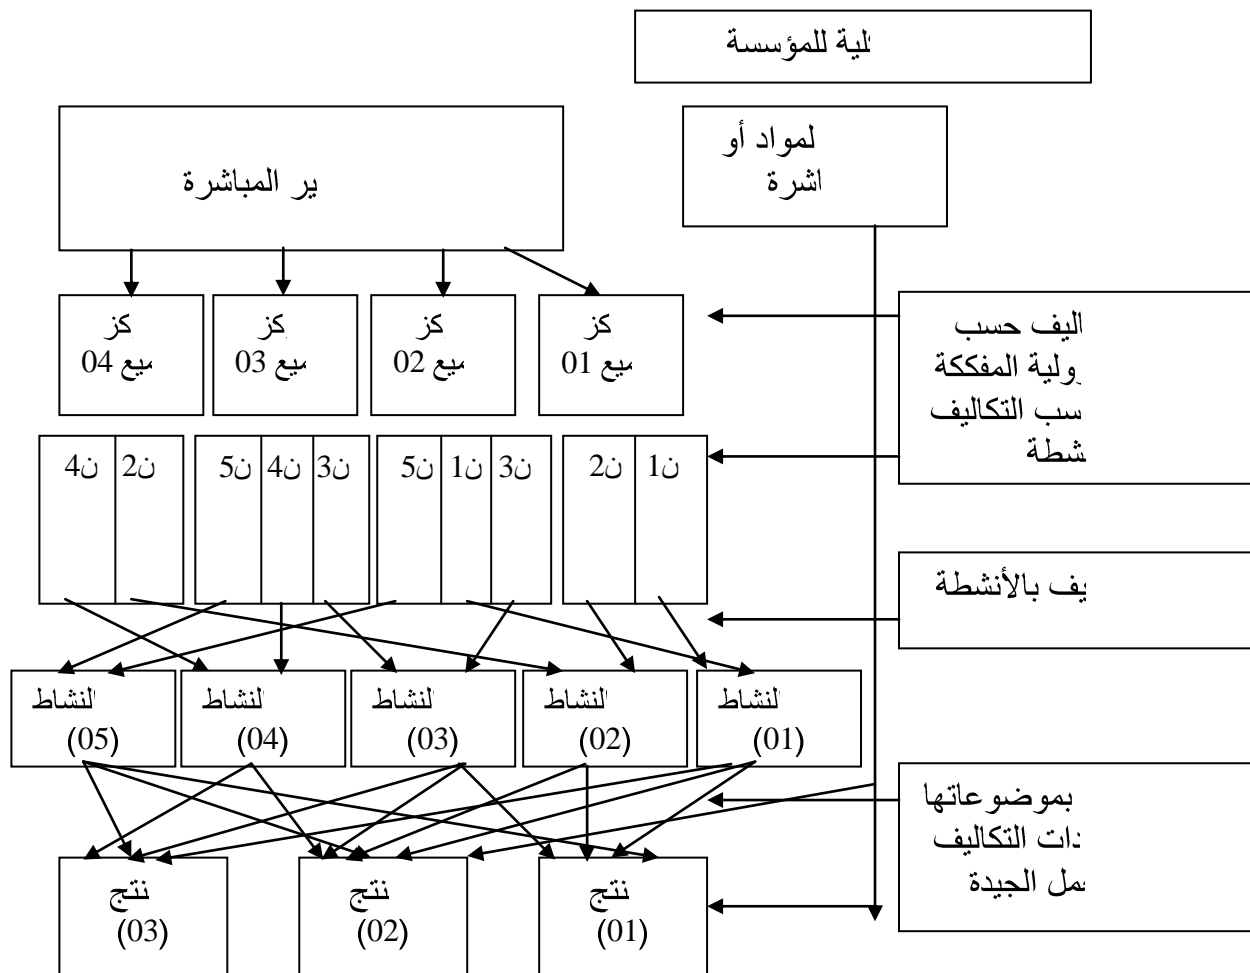 لية للمؤسسة
لمواد أو
اشرة
ير المباشرة
كز
ميع 01
كز
ميع 02
كز
ميع 03
كز
ميع 04
اليف حسب
ولية المفككة
سب التكاليف
شطة
ن1
ن2
ن3
ن1
ن5
ن3
ن4
ن5
ن2
ن4
يف بالأنشطة
النشاط
(01)
النشاط
(02)
النشاط
(03)
النشاط
(04)
النشاط
(05)
بموضوعاتها
دات التكاليف
مل الجيدة
نتج
(01)
نتج
(02)
نتج
(03)